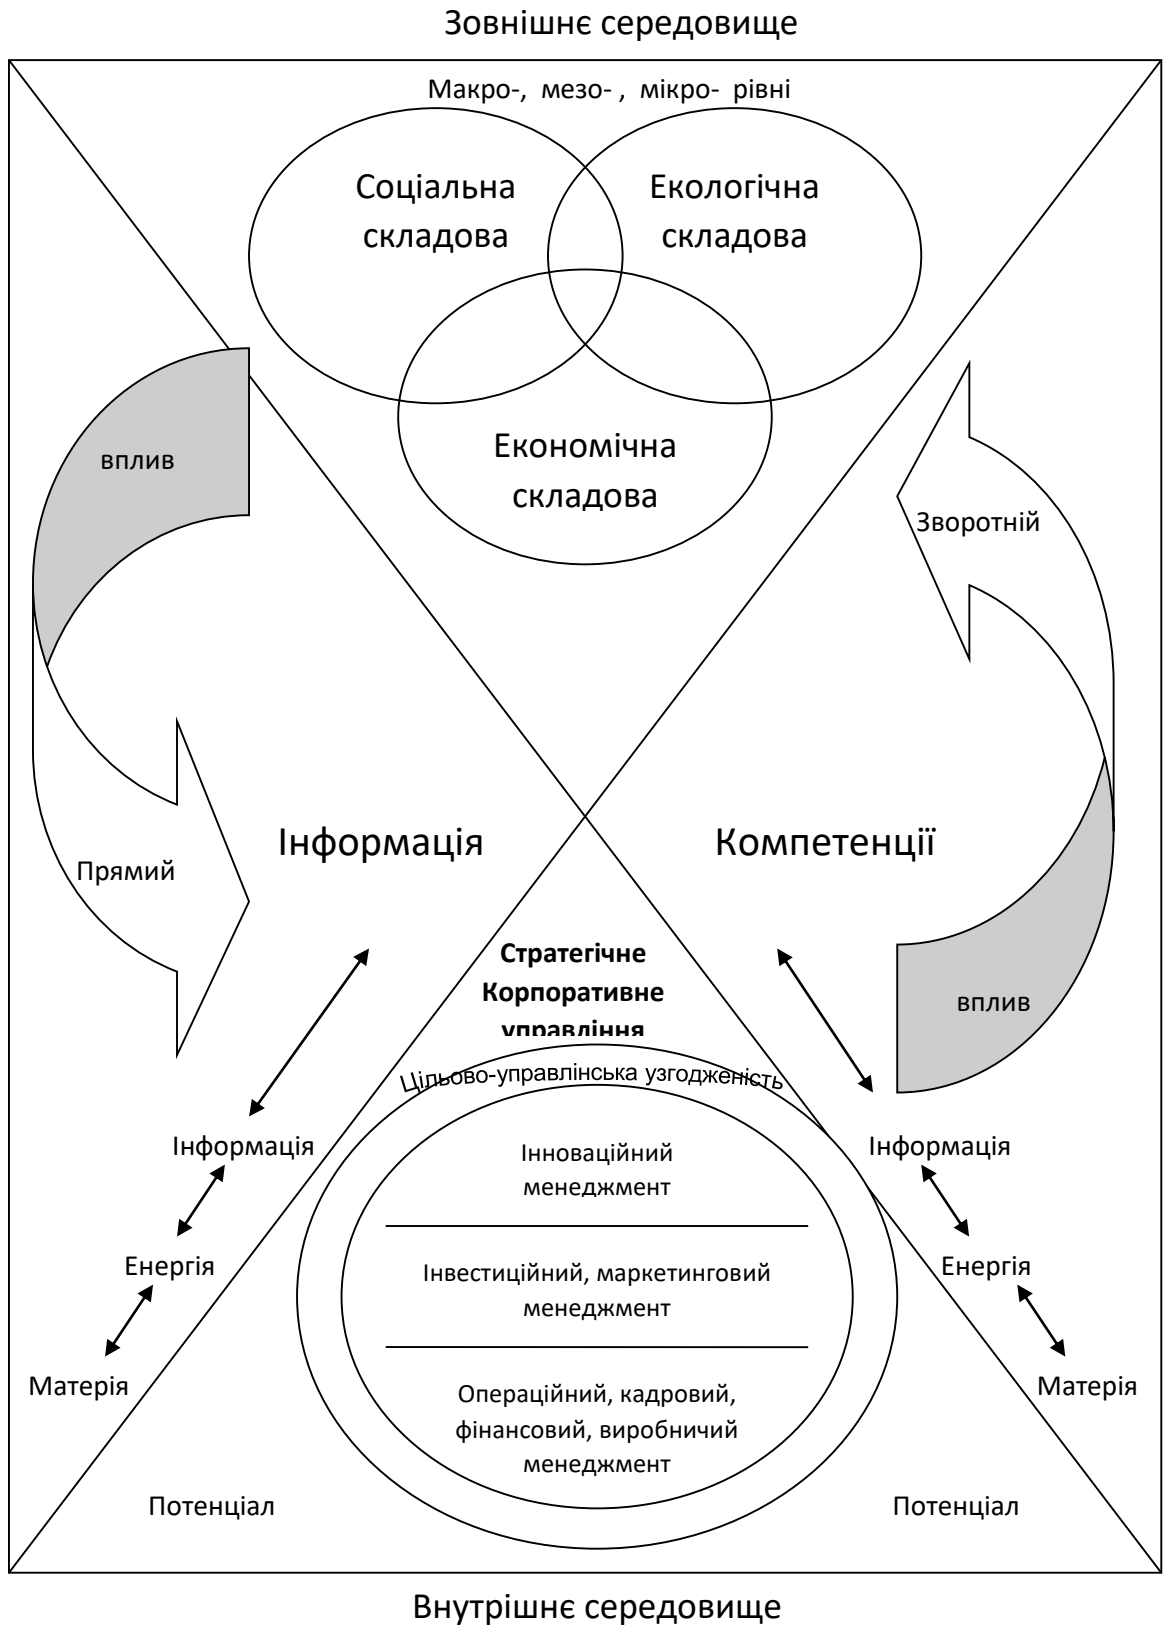 Зовнішнє середовище
Макро-, мезо- , мікро- рівні
Соціальна
складова
Екологічна
складова
Економічна
складова
вплив
Зворотній
Прямий
Інформація
Компетенції
Стратегічне
Корпоративне
управління
вплив
Цільово-управлінська узгодженість
Інформація
Інноваційний
менеджмент
Інформація
Енергія
Інвестиційний, маркетинговий
менеджмент
Енергія
Матерія
Операційний, кадровий,
фінансовий, виробничий
менеджмент
Матерія
Потенціал
Потенціал
Внутрішнє середовище